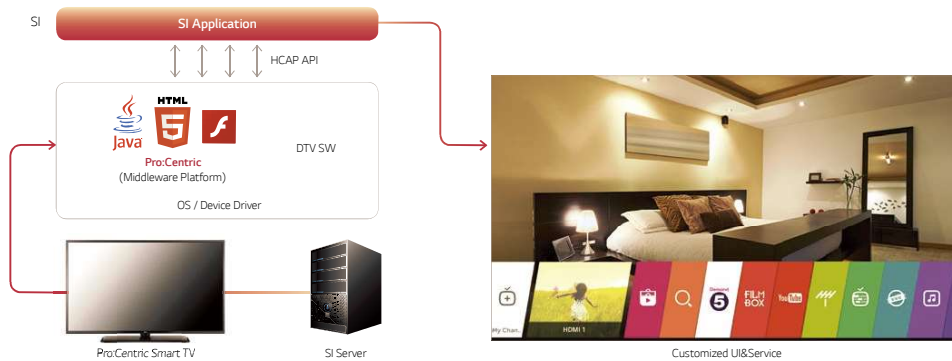 SI
SI Application
HCAP API
HTML
5
Java
Pro:Centric
(Middleware Platform)
DTV SW
OS / Device Driver
My Chan.
HDMI 1
Demand
5
FILM
BOX
YouTube
Pro:Centric Smart TV
SI Server
Customized UI&Service